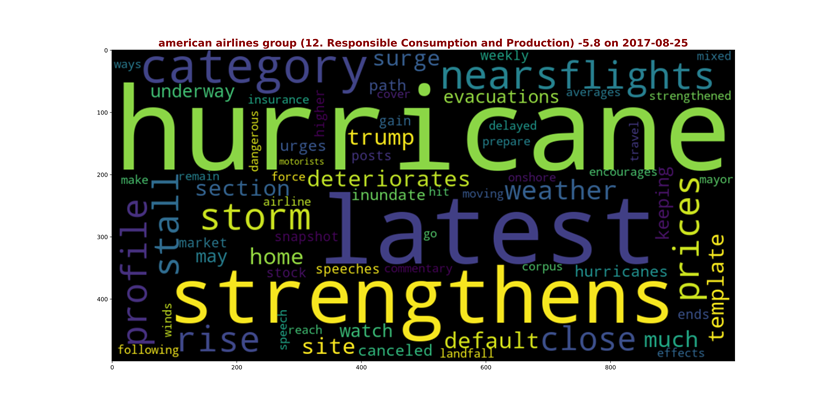 american airlines group (12. Responsible Consumption and Production) -5.8 on 2017-08-25
0
100
200
300
400
0 200 400 600 800
ways category surge weekly mixed
path nears flights
underway insurance higher cover evacuations averages strengthened
hurricane
dangerous gain delayed travel
urges trump prepare
motorists posts
make remain force deteriorates onshore encourages mayor
section inundate hit moving weather keeping
profile stall airline
storm latest prices
market snapshot go
may home
stock speeches commentary corpus hurricanes
strengthens template
winds ends
rise speech reach watch default close much
following site canceled landfall effects